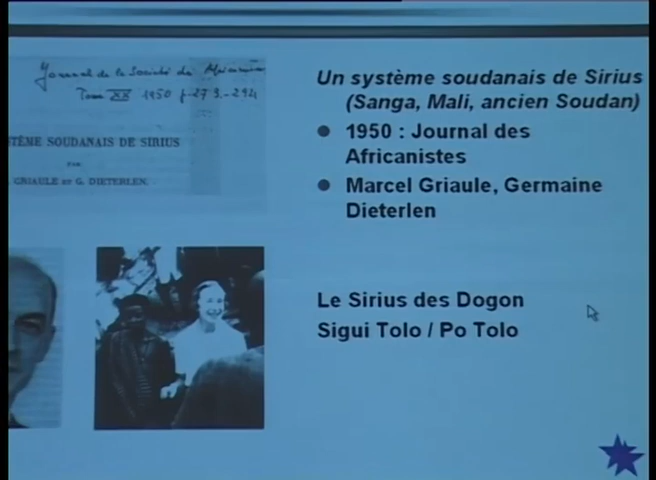 Journal de la Société des Africanistes
Tome XX 1950 p. 273-294
TÈME SOUDANAIS DE SIRIUS
PAR
GRIAULE ET G. DIETERLEN.
Un système soudanais de Sirius
(Sanga, Mali, ancien Soudan)
1950 : Journal des
Africanistes
Marcel Griaule, Germaine
Dieterlen
Le Sirius des Dogon
Sigui Tolo / Po Tolo